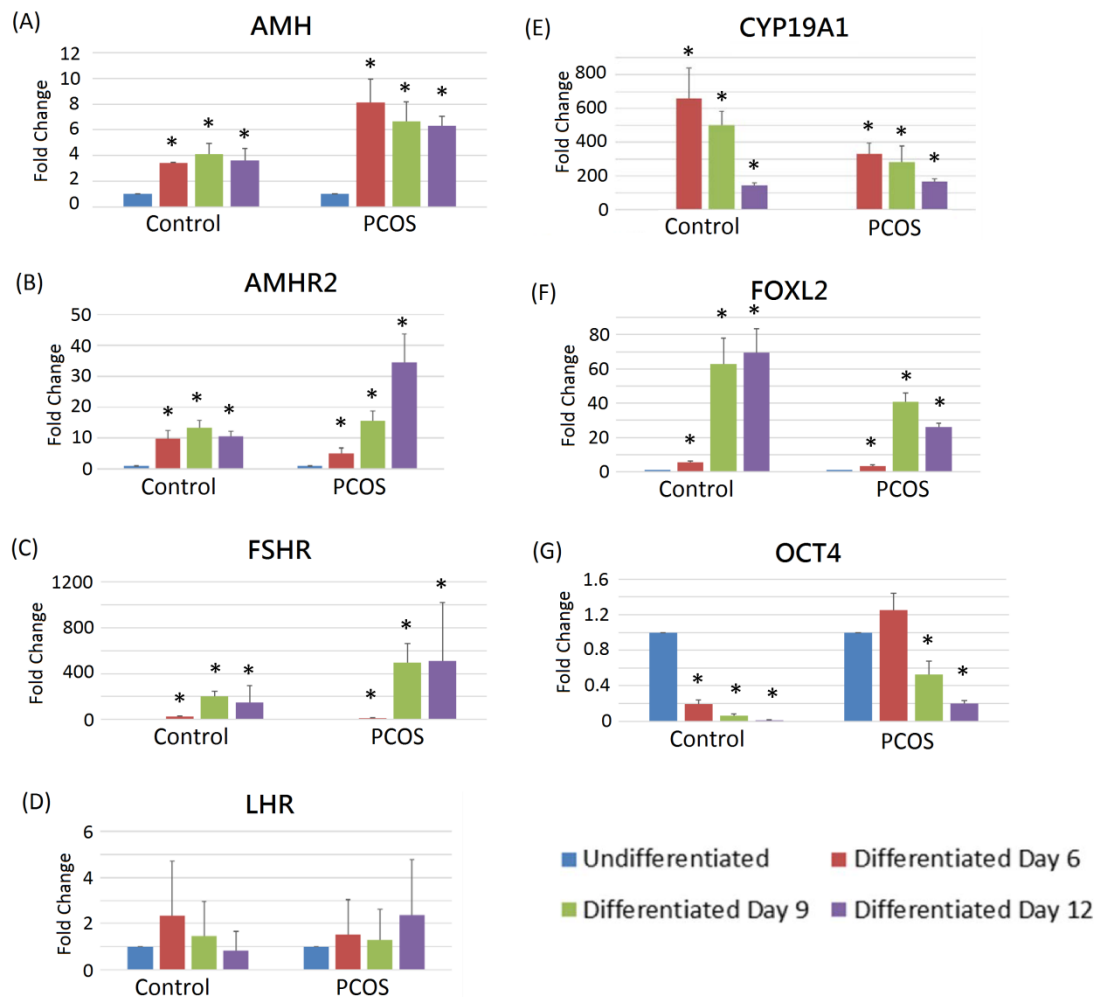 (A)
AMH
Fold Change
12
10
8
6
4
2
0
* * *
* * *
Control PCOS
(B)
AMHR2
Fold Change
50
40
30
20
10
0
* * *
* * *
Control PCOS
(C)
FSHR
Fold Change
1200
800
400
0
* * *
* * *
Control PCOS
(D)
LHR
Fold Change
6
4
2
0
Control PCOS
(E)
CYP19A1
Fold Change
800
600
400
200
0
* * *
* * *
Control PCOS
(F)
FOXL2
Fold Change
80
60
40
20
0
* * *
* * *
Control PCOS
(G)
OCT4
Fold Change
1.6
1.2
0.8
0.4
0
* * *
* *
Control PCOS
Undifferentiated Differentiated Day 6
Differentiated Day 9 Differentiated Day 12